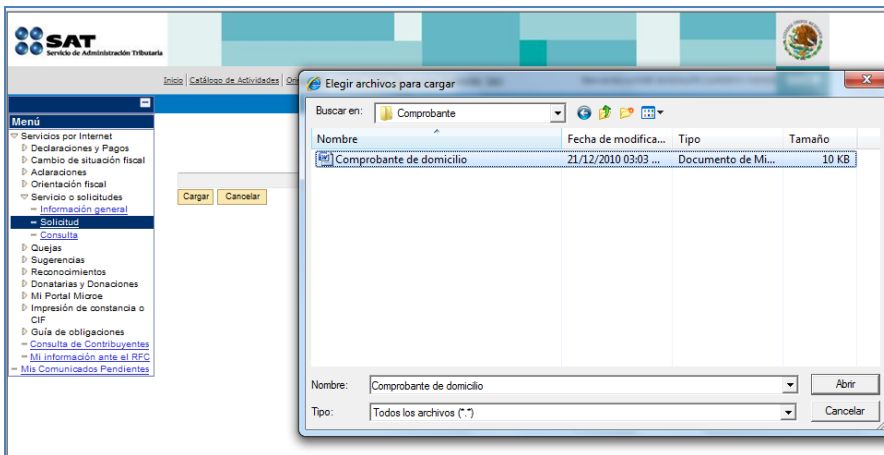 SAT
Servicio de Administración Tributaria
Inicio | Catálogo de Actividades |
Menú
Servicios por Internet
Declaraciones y Pagos
Cambio de situación fiscal
Aclaraciones
Orientación fiscal
Servicio o solicitudes
Información general
Solicitud
Consulta
Quejas
Sugerencias
Reconocimientos
Donatarias y Donaciones
Mi Portal Microe
Impresión de constancia o
CIF
Guía de obligaciones
Consulta de Contribuyentes
Mi información ante el RFC
Mis Comunicados Pendientes
Cargar Cancelar
Elegir archivos para cargar
Buscar en: Comprobante
Nombre Fecha de modifica... Tipo Tamaño
Comprobante de domicilio 21/12/2010 03:03 ... Documento de Mi... 10 KB
Nombre: Comprobante de domicilio Abrir
Tipo: Todos los archivos (*.*) Cancelar